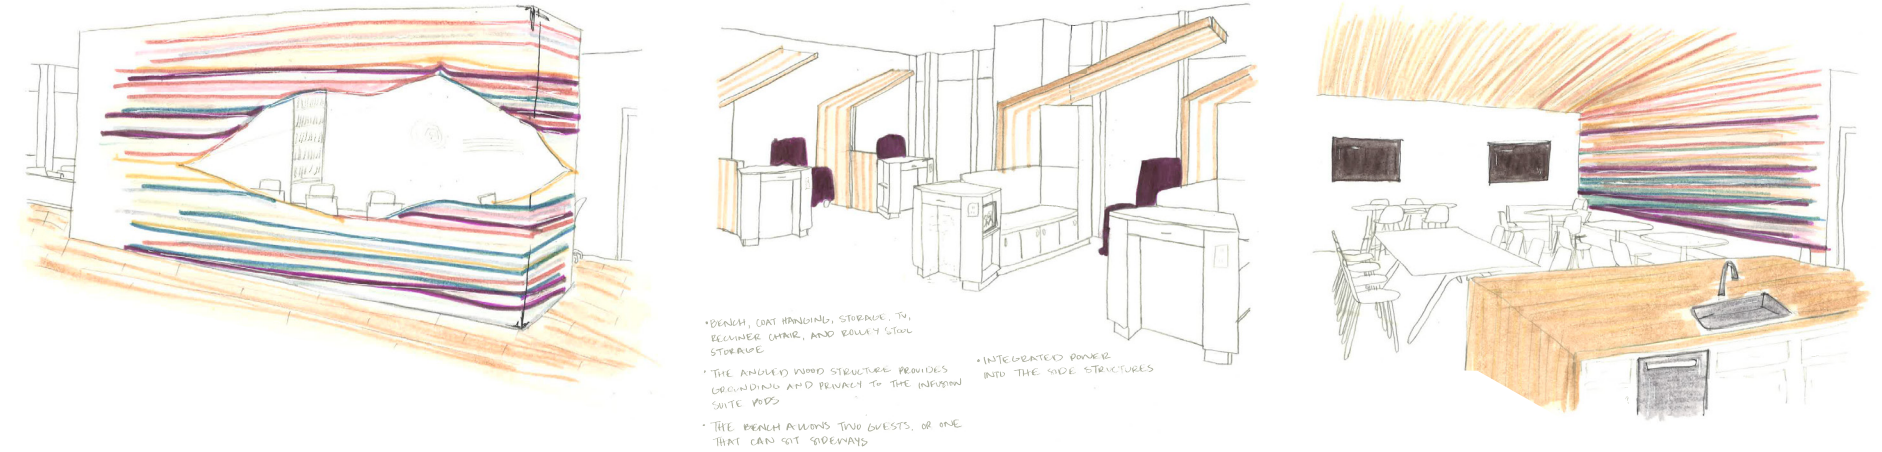 •BENCH, COAT HANGING, STORAGE, TV,
RECLINER CHAIR, AND ROLLEY STOOL
STORAGE
• THE ANGLED WOOD STRUCTURE PROVIDES
GROUNDING AND PRIVACY TO THE INFUSION
SUITE PODS
• THE BENCH ALLOWS TWO GUESTS, OR ONE
THAT CAN SIT SIDEWAYS
•INTEGRATED POWER
INTO THE SIDE STRUCTURES